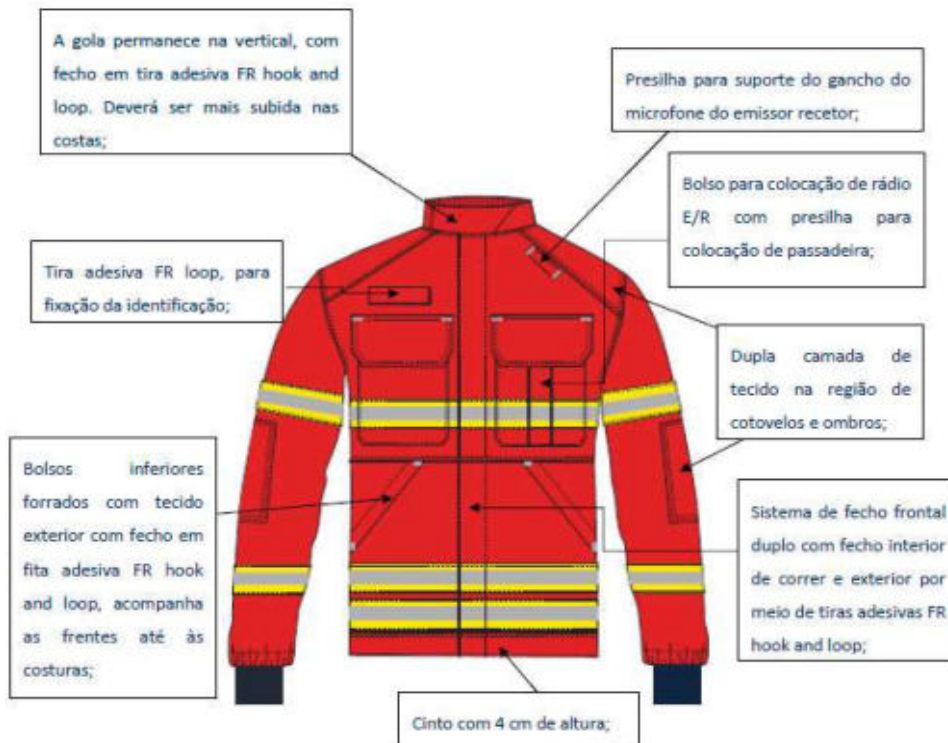 A gola permanece na vertical, com
fecho em tira adesiva FR hook and
loop. Deverá ser mais subida nas
costas;
Presilha para suporte do gancho do
microfone do emissor recetor;
Bolso para colocação de rádio
E/R com presilha para
colocação de passadeira;
Tira adesiva FR loop, para
fixação da identificação;
Dupla camada de
tecido na região de
cotovelos e ombros;
Bolsos inferiores
forrados com tecido
exterior com fecho em
fita adesiva FR hook
and loop, acompanha
as frentes até às
costuras;
Sistema de fecho frontal
duplo com fecho interior
de correr e exterior por
meio de tiras adesivas FR
hook and loop;
Cinto com 4 cm de altura;